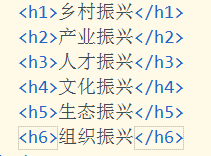 <h1>乡村振兴</h1>
<h2>产业振兴</h2>
<h3>人才振兴</h3>
<h4>文化振兴</h4>
<h5>生态振兴</h5>
<h6>组织振兴</h6>